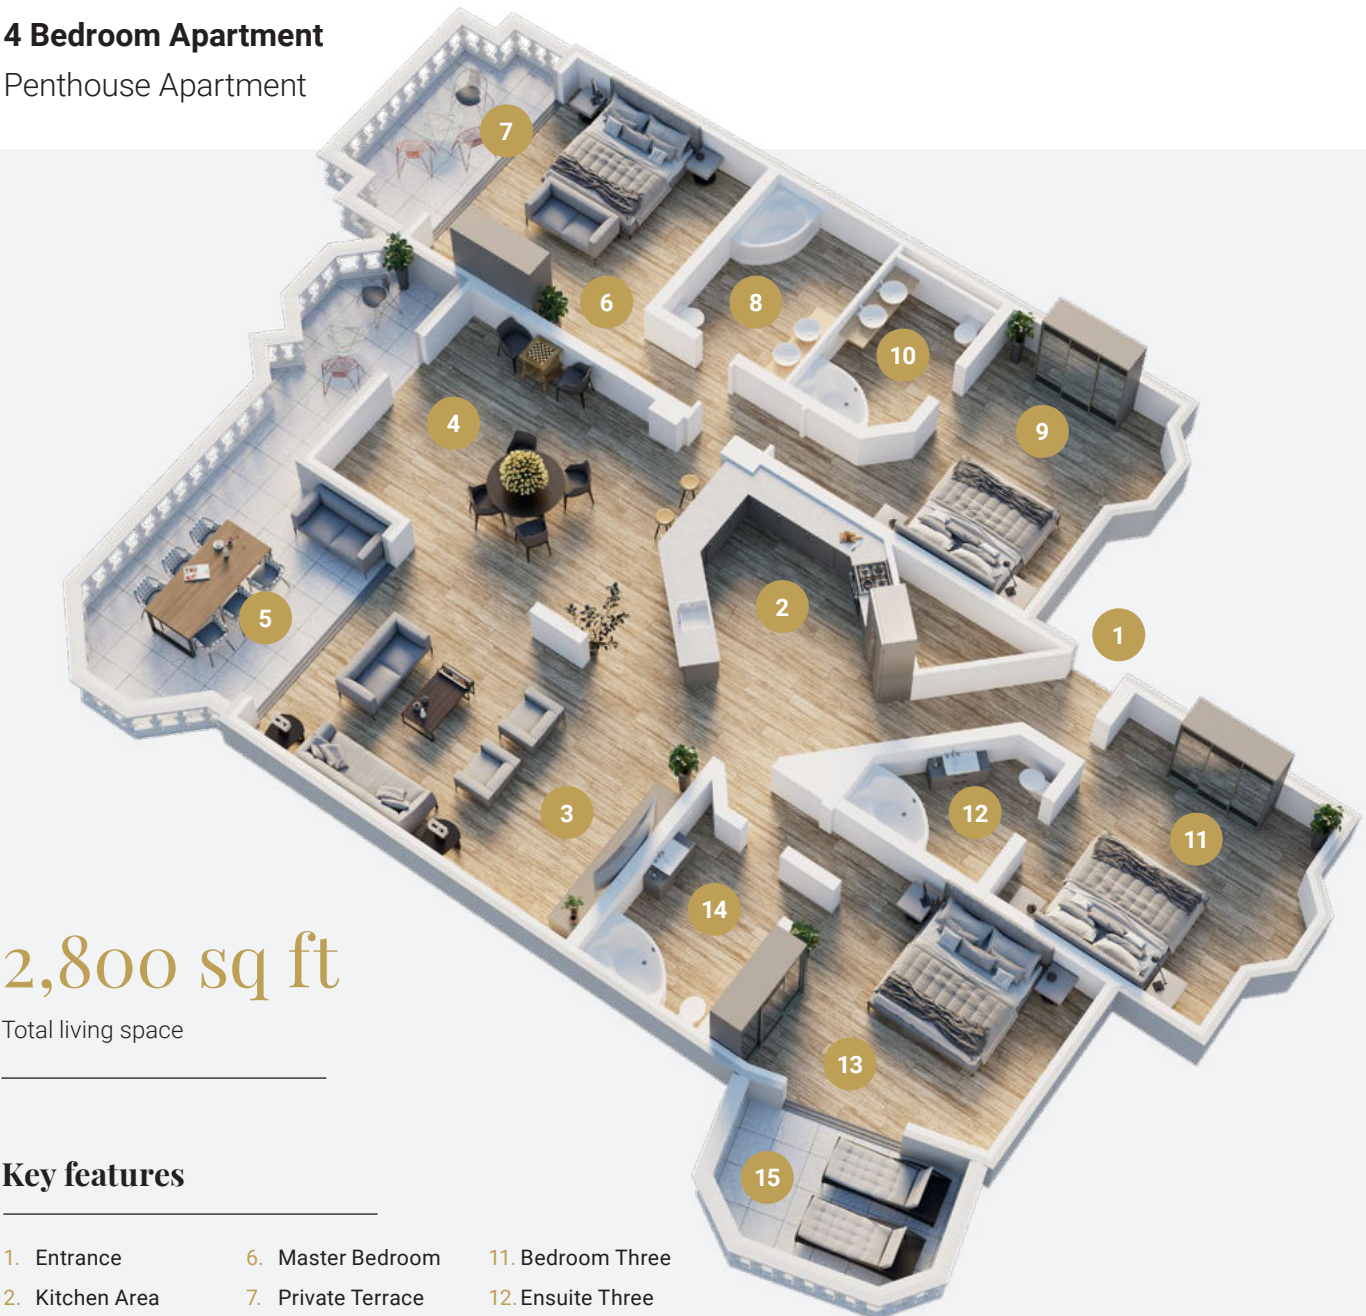 4 Bedroom Apartment
Penthouse Apartment
7
6
8
10
9
4
5
2
1
3
12
11
14
13
15
2,800 sq ft
Total living space
Key features
1. Entrance
2. Kitchen Area
6. Master Bedroom
7. Private Terrace
11. Bedroom Three
12. Ensuite Three